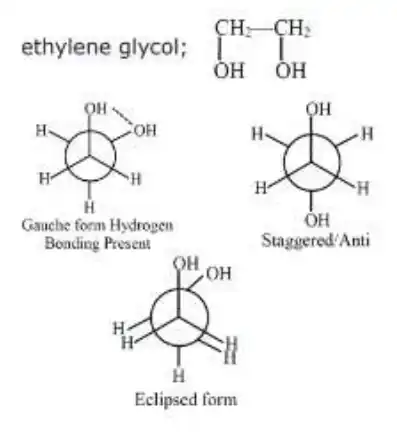 ethylene glycol;
CH₂—CH₂
OH OH
OH
H OH
H H
H
Gauche form Hydrogen
Bonding Present
OH
H H
H H
OH
Staggered/Anti
OH OH
H
H H
H
H
Eclipsed form